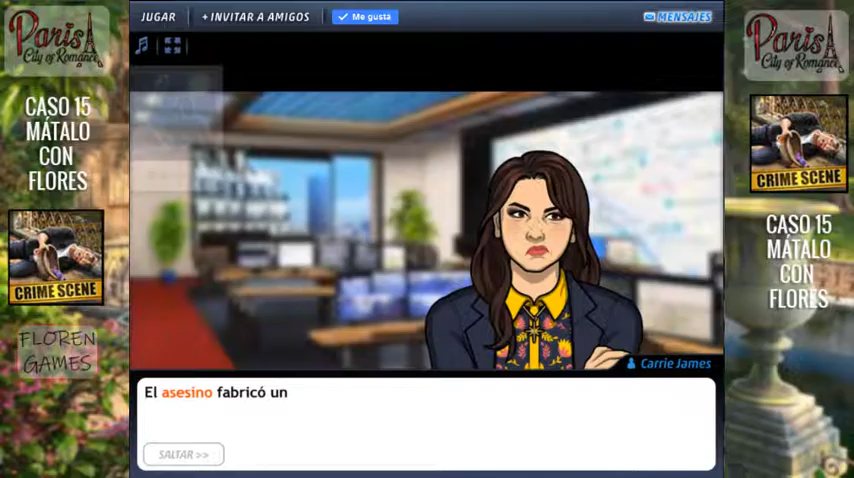 Paris
City of Romance
CASO 15
MÁTALO
CON
FLORES
CRIME SCENE
FLOREN
GAMES
JUGAR
+ INVITAR A AMIGOS
Me gusta
MENSAJES
Carrie James
El asesino fabricó un
SALTAR >>
Paris
City of Romance
CRIME SCENE
CASO 15
MÁTALO
CON
FLORES